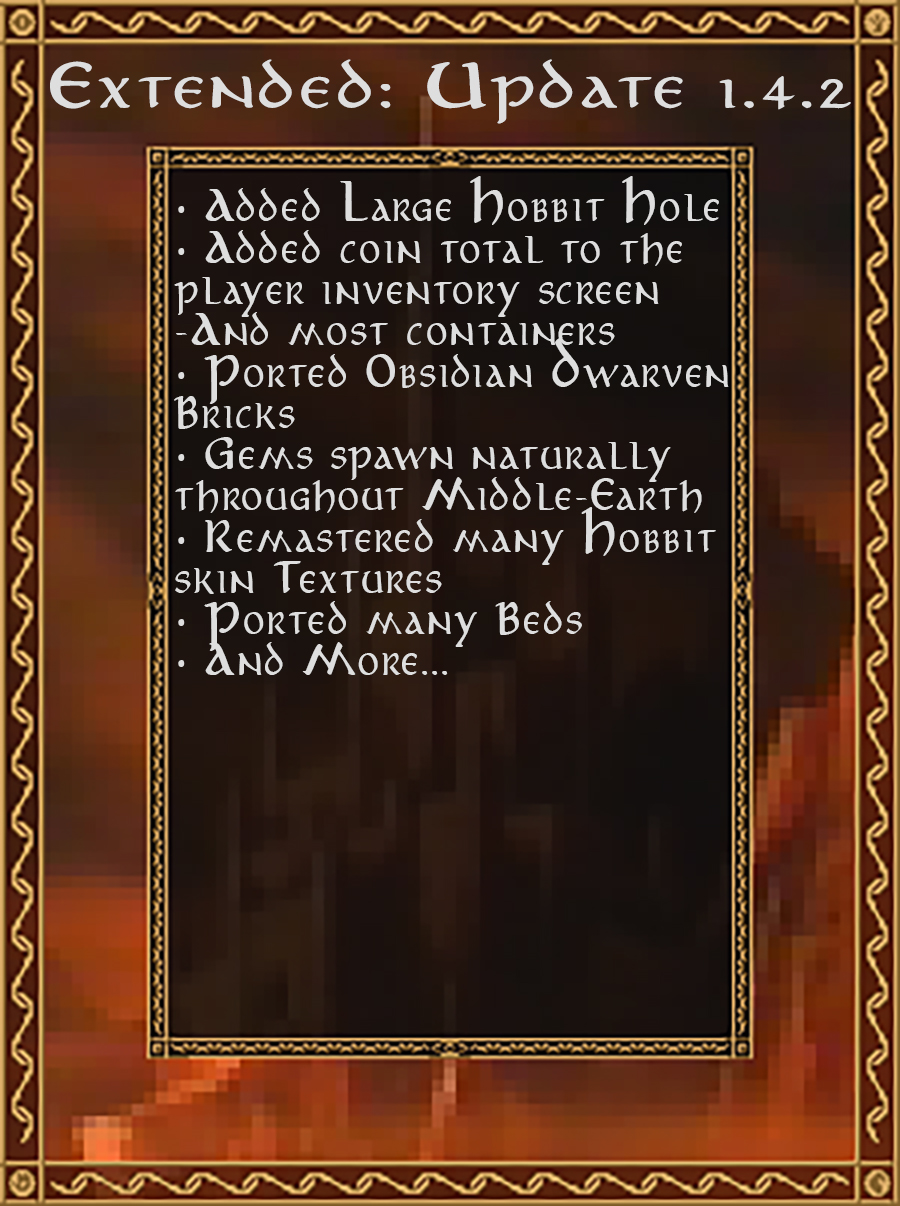 Extended: Update 1.4.2
· Added Large Hobbit Hole
· Added coin total to the
player inventory screen
-And most containers
· Ported Obsidian Dwarven
Bricks
· Gems spawn naturally
throughout Middle-Earth
· Remastered many Hobbit
skin Textures
· Ported many Beds
· And More...